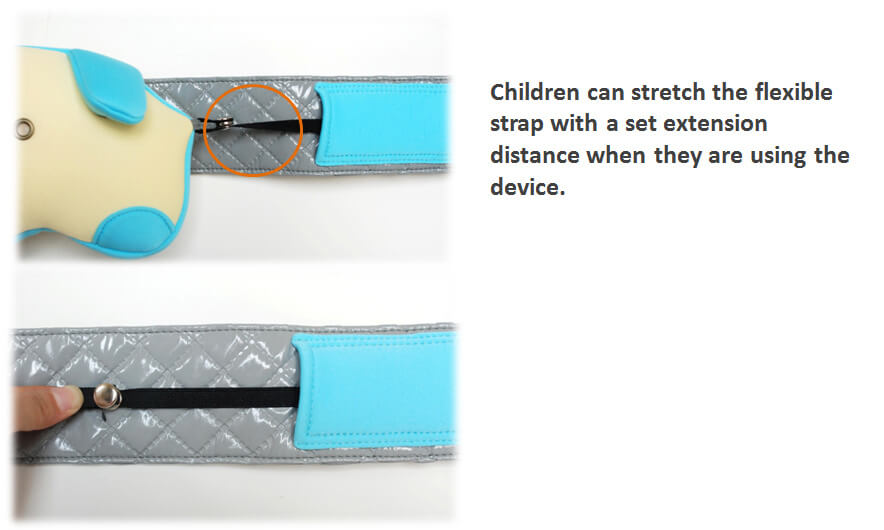 Children can stretch the flexible
strap with a set extension
distance when they are using the
device.